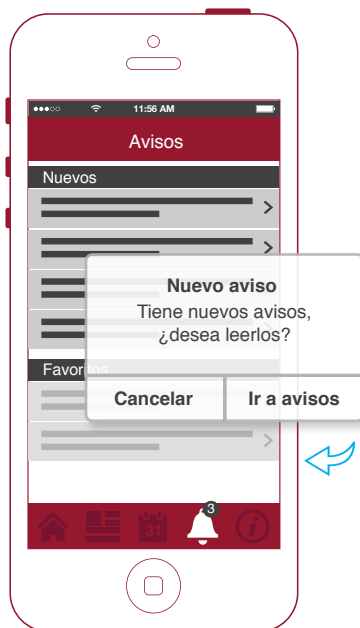 11:56 AM
Avisos
Nuevos
Nuevo aviso
Tiene nuevos avisos,
¿desea leerlos?
Favoritos
Cancelar
Ir a avisos
31
3
i